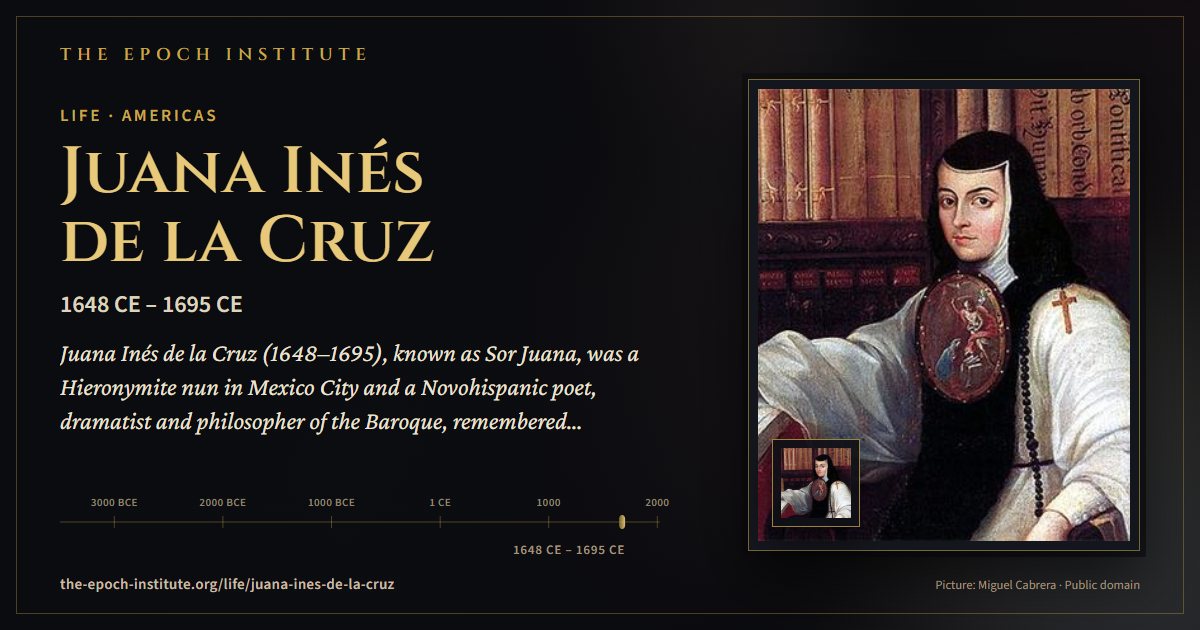 THE EPOCH INSTITUTE
LIFE · AMERICAS
JUANA INÉS
DE LA CRUZ
1648 CE – 1695 CE
Juana Inés de la Cruz (1648–1695), known as Sor Juana, was a
Hieronymite nun in Mexico City and a Novohispanic poet,
dramatist and philosopher of the Baroque, remembered...
3000 BCE 2000 BCE 1000 BCE 1 CE 1000 2000
1648 CE – 1695 CE
the-epoch-institute.org/life/juana-ines-de-la-cruz
Picture: Miguel Cabrera · Public domain